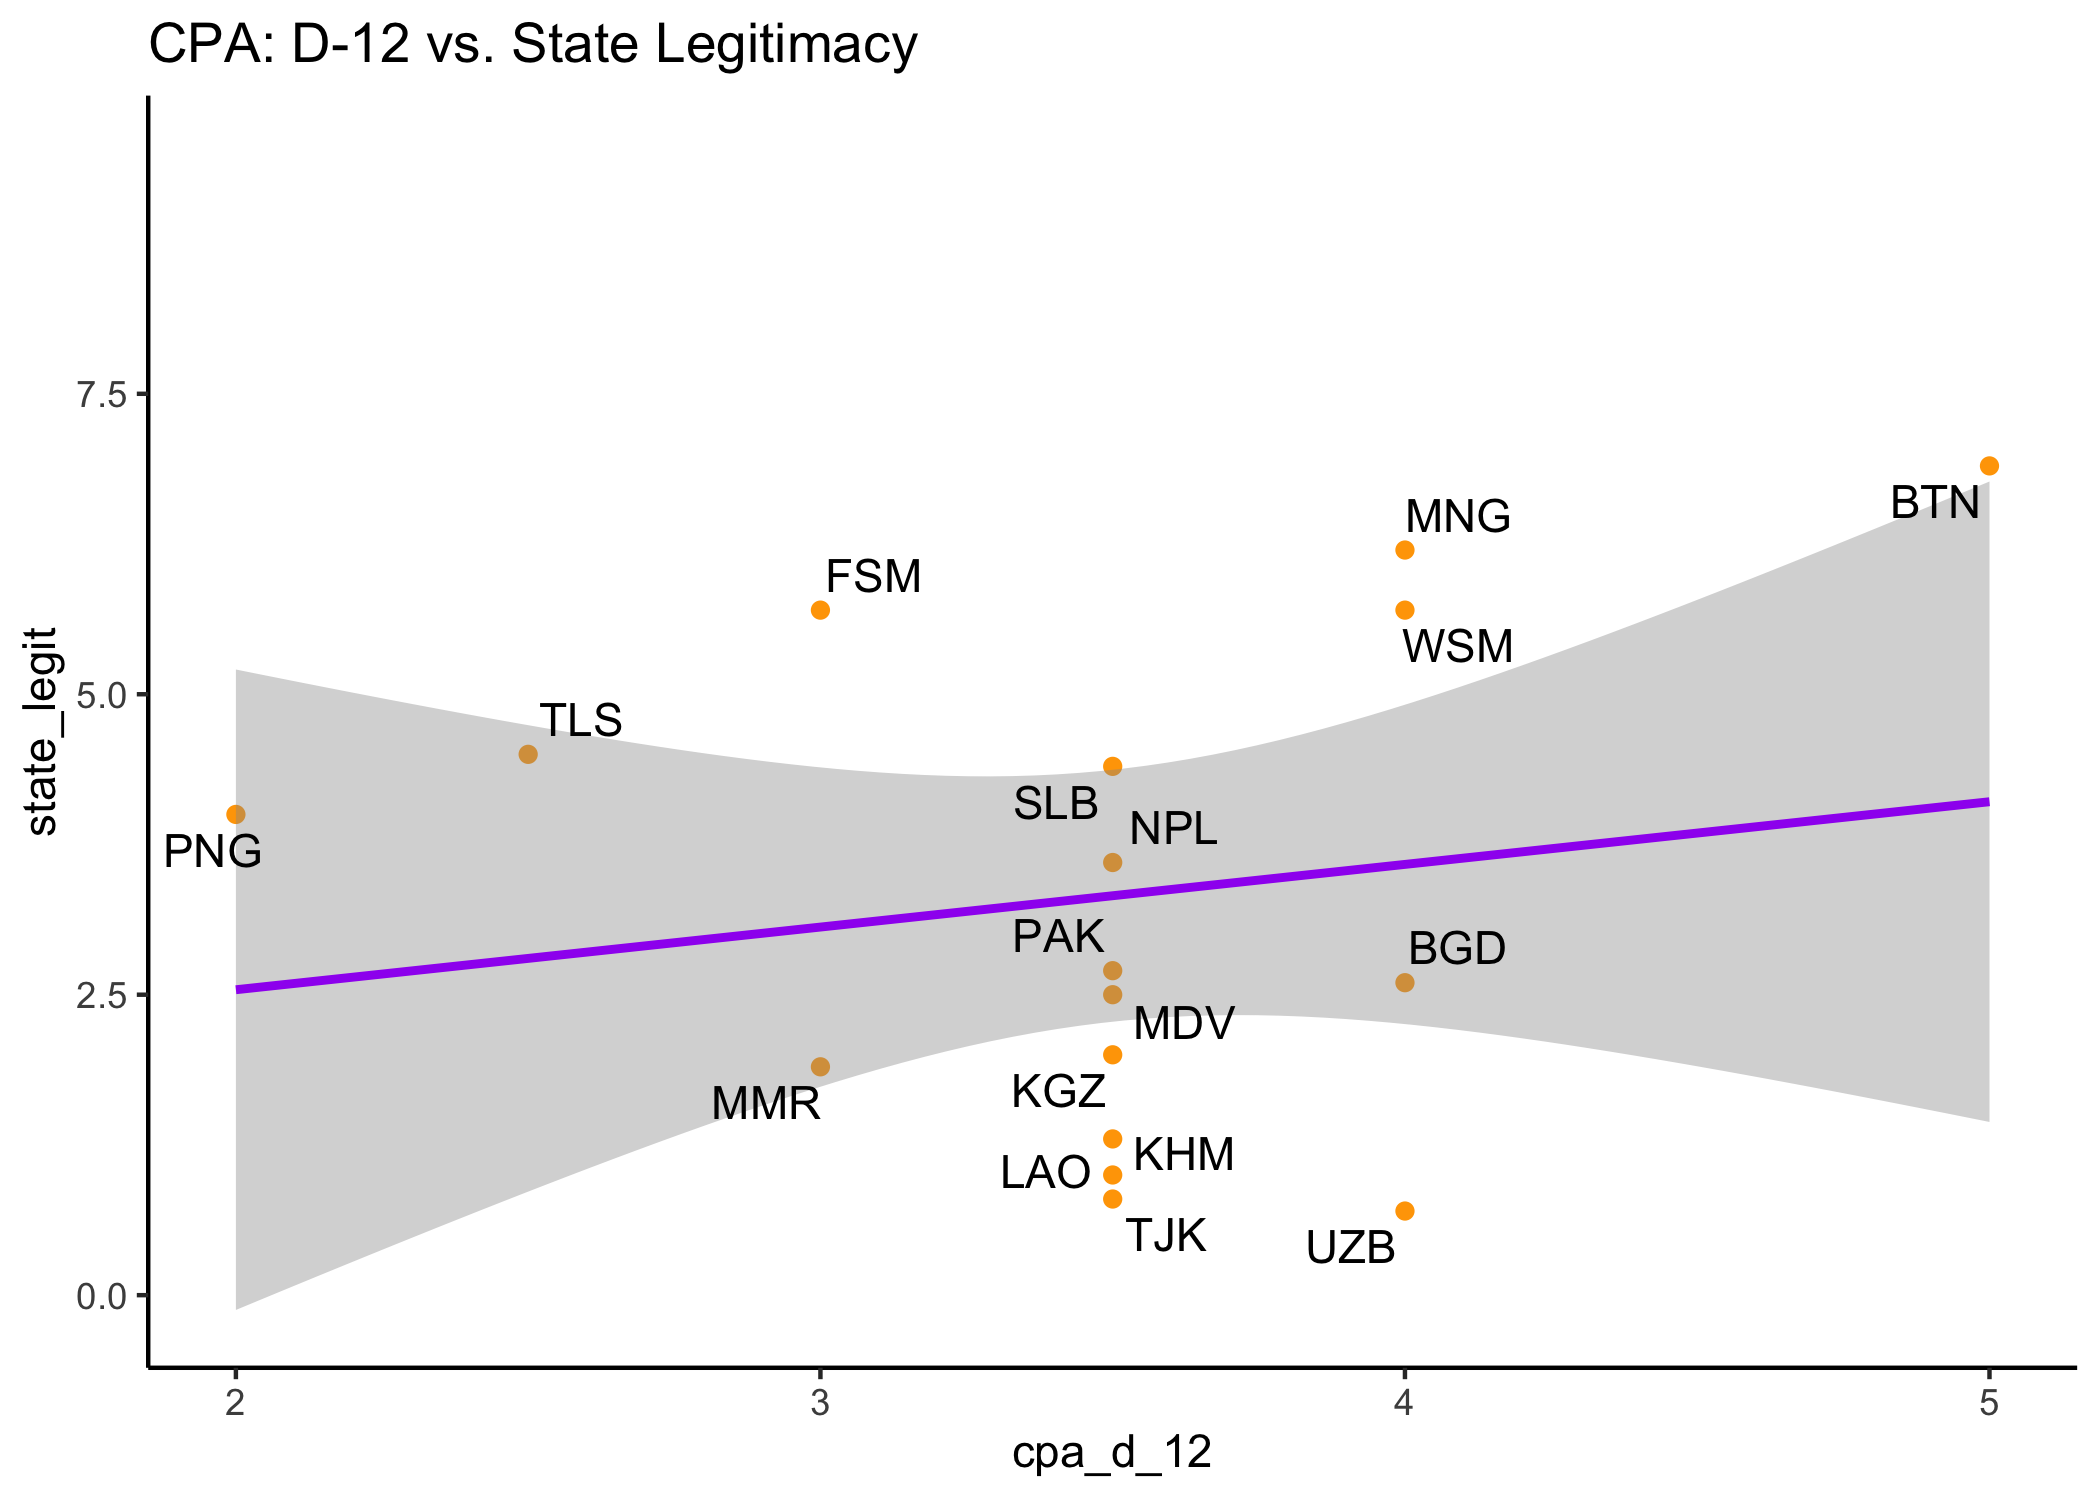 CPA: D-12 vs. State Legitimacy
7.5
BTN
MNG
FSM
WSM
state_legit
5.0
TLS
SLB
NPL
PNG
PAK
BGD
2.5
MDV
KGZ
MMR
KHM
LAO
TJK
UZB
0.0
2 3 4 5
cpa_d_12